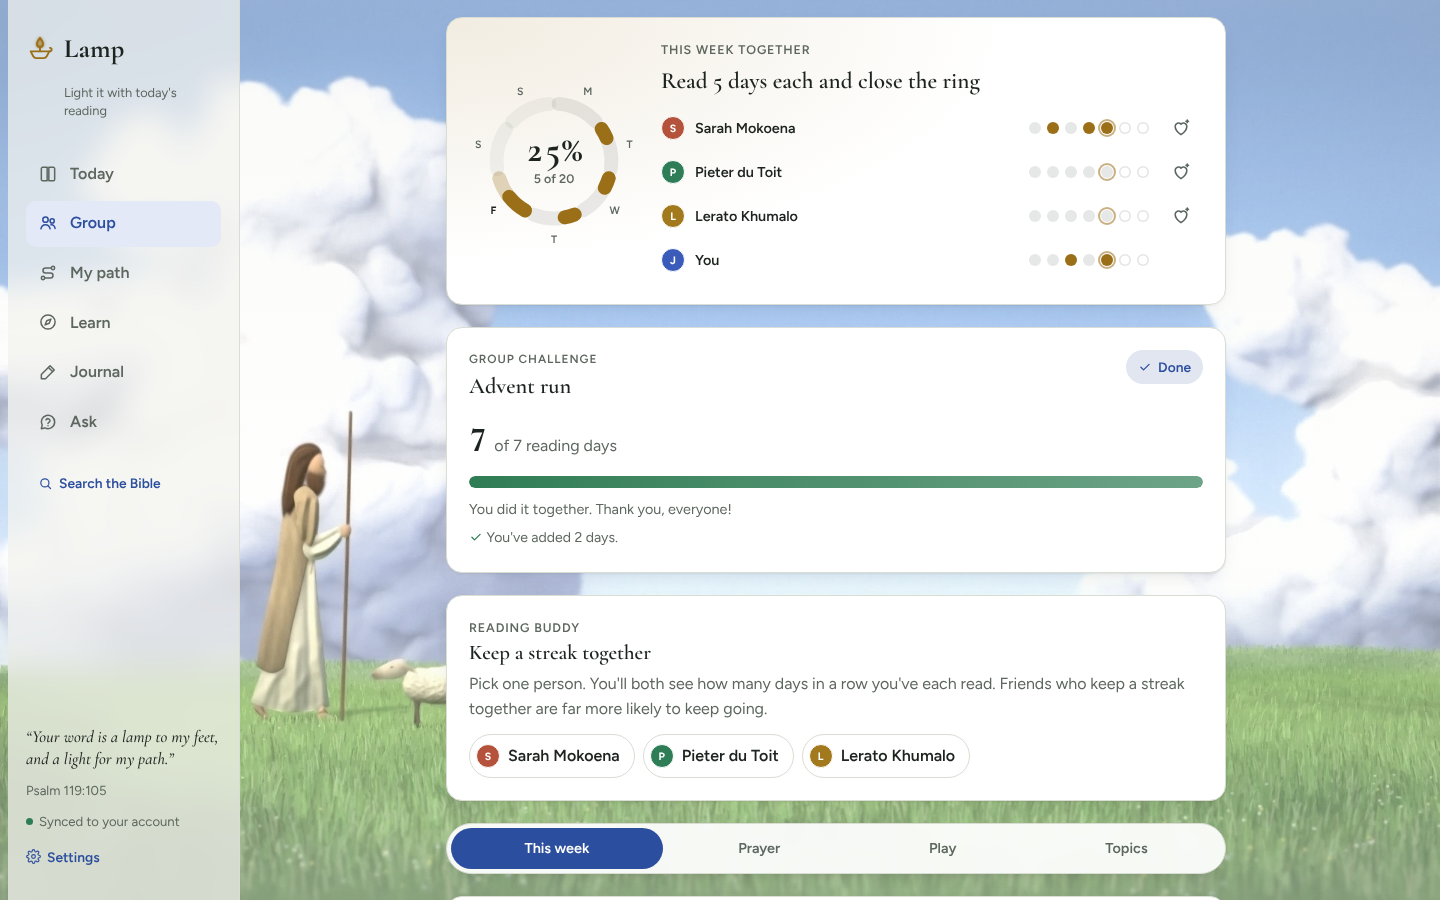 Lamp
Light it with today's
reading
Today
Group
My path
Learn
Journal
Ask
Search the Bible
“Your word is a lamp to my feet,
and a light for my path.”
Psalm 119:105
Synced to your account
Settings
THIS WEEK TOGETHER
Read 5 days each and close the ring
S M
S T
25%
5 of 20
F W
T
S Sarah Mokoena
P Pieter du Toit
L Lerato Khumalo
J You
GROUP CHALLENGE
Done
Advent run
7 of 7 reading days
You did it together. Thank you, everyone!
You've added 2 days.
READING BUDDY
Keep a streak together
Pick one person. You'll both see how many days in a row you've each read. Friends who keep a streak
together are far more likely to keep going.
S Sarah Mokoena P Pieter du Toit L Lerato Khumalo
This week Prayer Play Topics